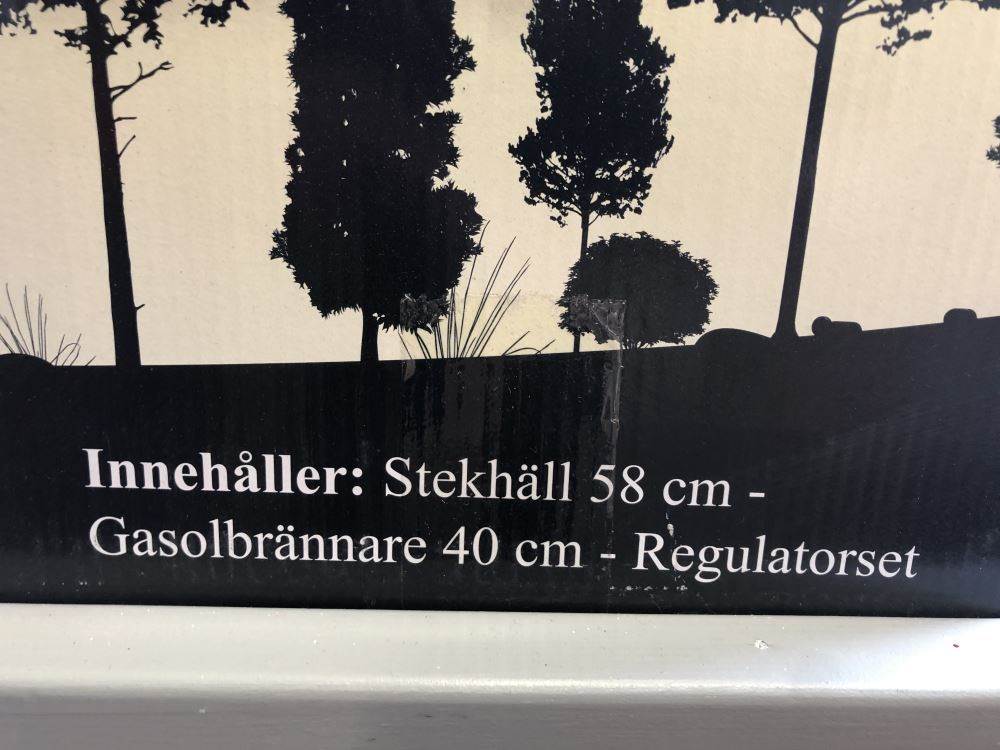 Innehåller: Stekhäll 58 cm -
Gasolbrännare 40 cm - Regulatorset